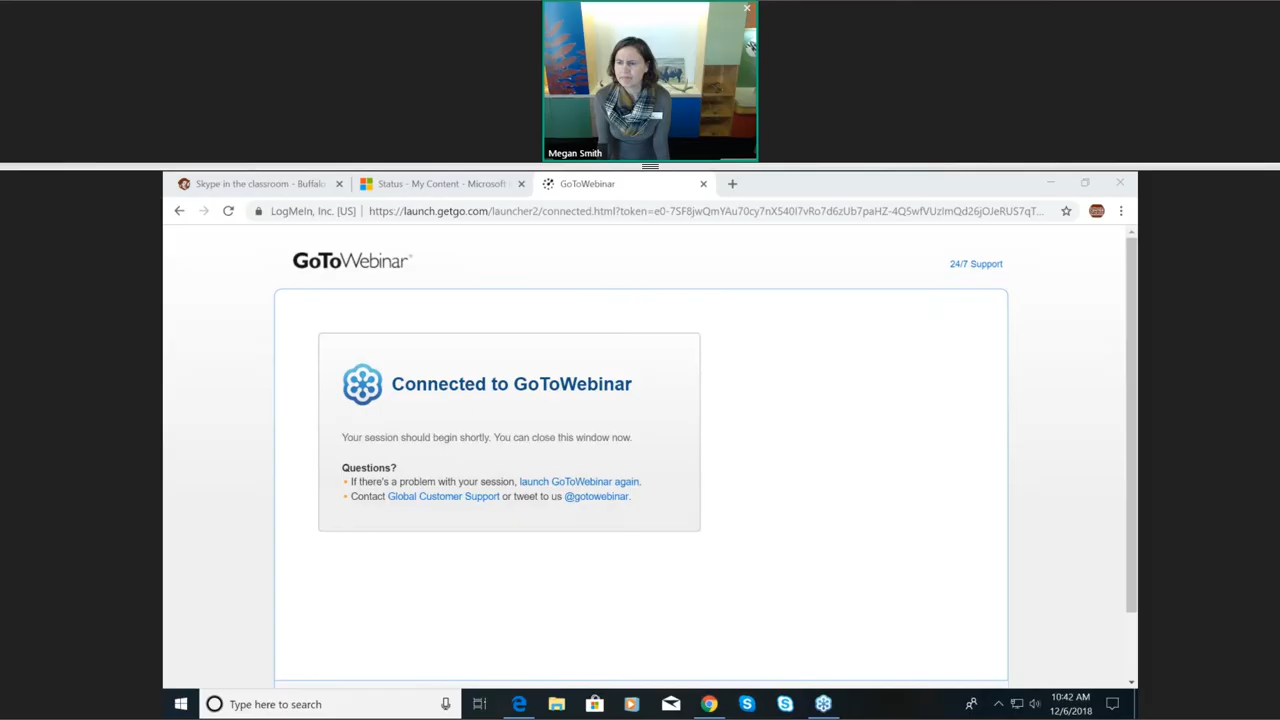 Megan Smith
Skype in the classroom - Buffalo
Status - My Content - Microsoft
GoToWebinar
LogMeIn, Inc. [US] | https://launch.getgo.com/launcher2/connected.html?token=e0-7SF8jwQmYAu70cy7nX540l7vRo7d6zUb7paHZ-4Q5wfVUzImQd26jOJeRUS7qT...
GoToWebinar
24/7 Support
Connected to GoToWebinar
Your session should begin shortly. You can close this window now.
Questions?
If there's a problem with your session, launch GoToWebinar again.
Contact Global Customer Support or tweet to us @gotowebinar.
Type here to search
10:42 AM
12/6/2018